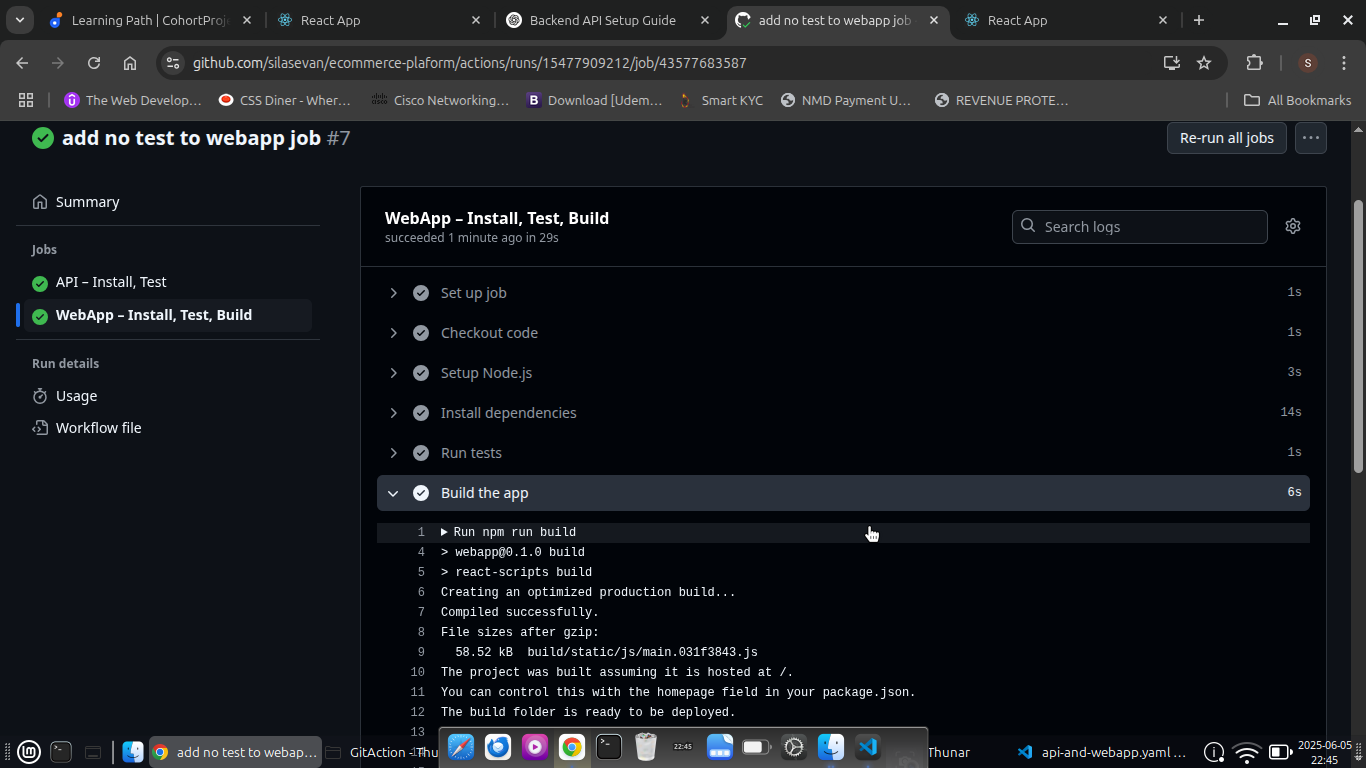 Learning Path | CohortProj
React App
Backend API Setup Guide
add no test to webapp job
React App
github.com/silasevan/ecommerce-plaform/actions/runs/15477909212/job/43577683587
S
The Web Develop...
CSS Diner - Wher...
Cisco Networking...
Download [Udem...
Smart KYC
NMD Payment U...
REVENUE PROTE...
All Bookmarks
add no test to webapp job #7
Re-run all jobs
Summary
Jobs
API – Install, Test
WebApp – Install, Test, Build
Run details
Usage
Workflow file
WebApp – Install, Test, Build
succeeded 1 minute ago in 29s
Search logs
Set up job 1s
Checkout code 1s
Setup Node.js 3s
Install dependencies 14s
Run tests 1s
Build the app 6s
1 Run npm run build
4 > webapp@0.1.0 build
5 > react-scripts build
6 Creating an optimized production build...
7 Compiled successfully.
8 File sizes after gzip:
9 58.52 kB build/static/js/main.031f3843.js
10 The project was built assuming it is hosted at /.
11 You can control this with the homepage field in your package.json.
12 The build folder is ready to be deployed.
13
14
add no test to webap...
GitAction - Thu
22:45
Thunar
api-and-webapp.yaml ...
2025-06-05
22:45